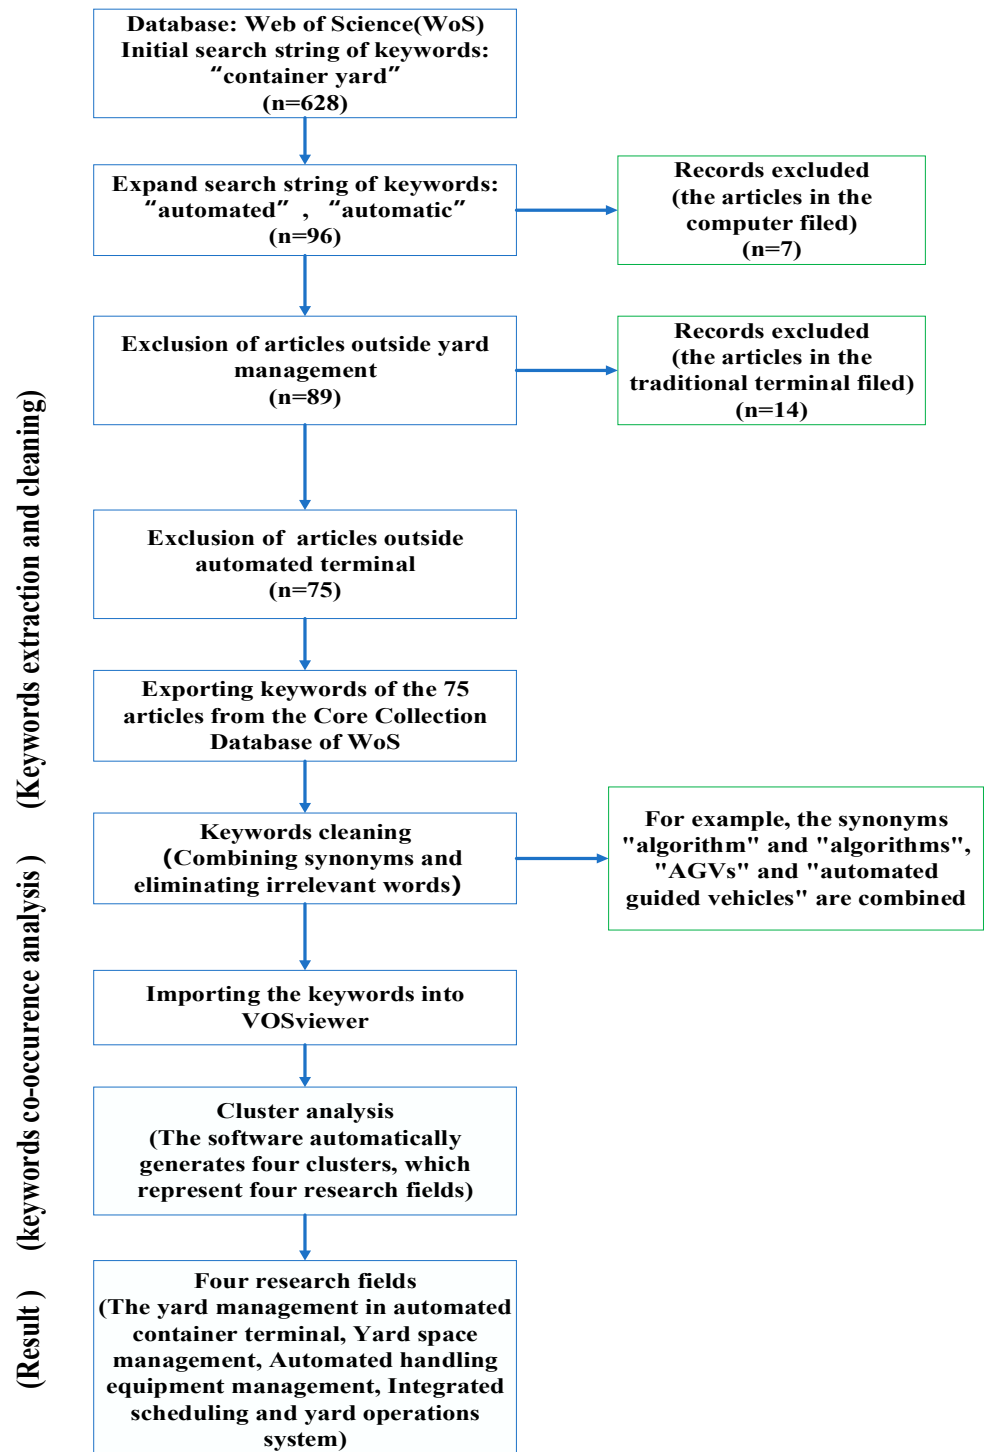 Database: Web of Science(WoS)
Initial search string of keywords:
“container yard”
(n=628)
Expand search string of keywords:
“automated” , “automatic”
(n=96)
Records excluded
(the articles in the
computer filed)
(n=7)
Exclusion of articles outside yard
management
(n=89)
Records excluded
(the articles in the
traditional terminal filed)
(n=14)
Exclusion of articles outside
automated terminal
(n=75)
Exporting keywords of the 75
articles from the Core Collection
Database of WoS
Keywords cleaning
(Combining synonyms and
eliminating irrelevant words)
For example, the synonyms
"algorithm" and "algorithms",
"AGVs" and "automated
guided vehicles" are combined
Importing the keywords into
VOSviewer
Cluster analysis
(The software automatically
generates four clusters, which
represent four research fields)
Four research fields
(The yard management in automated
container terminal, Yard space
management, Automated handling
equipment management, Integrated
scheduling and yard operations
system)
(Keywords extraction and cleaning)
(keywords co-occurence analysis )
(Result )